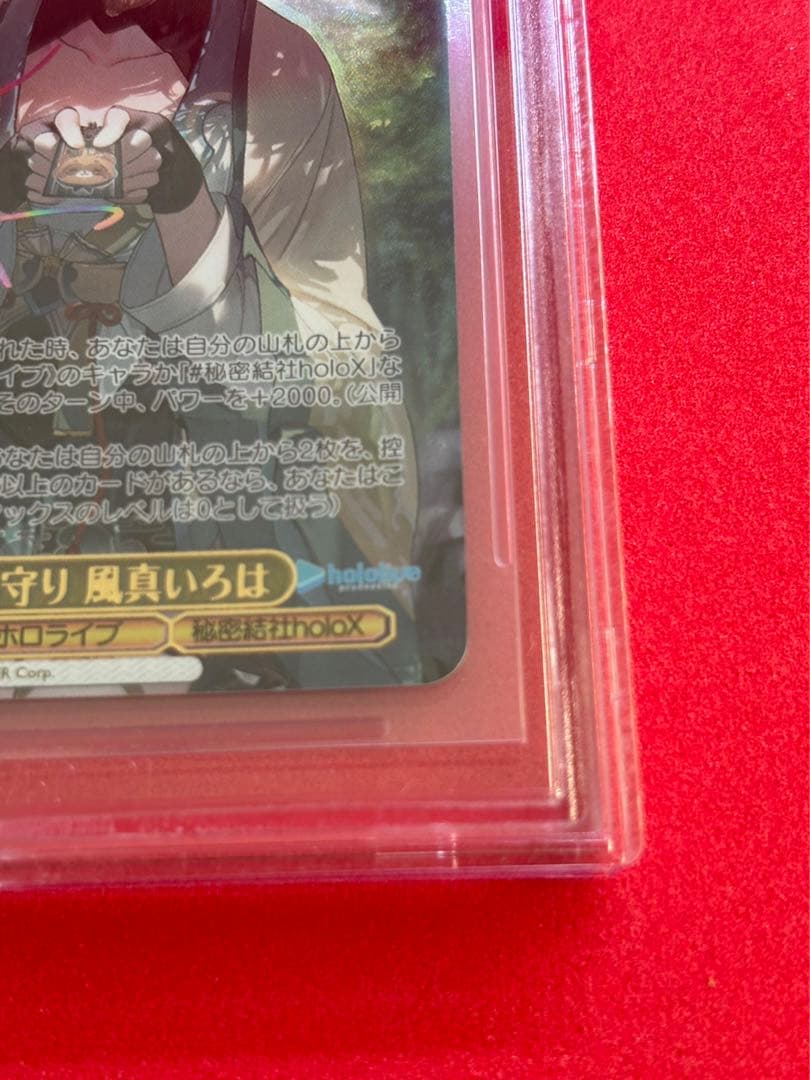 れた時、あなたは自分の山札の上から
イブ》のキャラか「#秘密結社holoX」な
そのターン中、パワーを+2000。(公開
あなたは自分の山札の上から2枚を、控
以上のカードがあるなら、あなたはこ
ックスのレベルは0として扱う)
守り 風真いろは
hololive
production
ホロライブ
秘密結社holoX
R Corp.